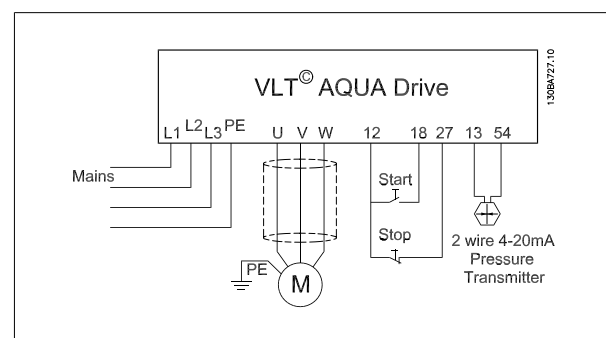 VLT© AQUA Drive
130BA727.10
L1 L2 L3 PE U V W 12 18 27 13 54
Mains
Start
Stop
PE
M
2 wire 4-20mA
Pressure
Transmitter